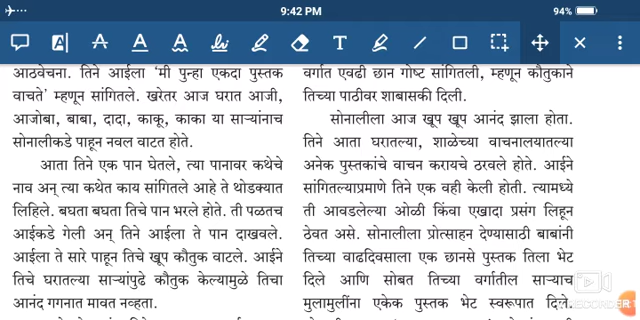 9:42 PM
94%
आठवेचना. तिने आईला 'मी पुन्हा एकदा पुस्तक
वाचते' म्हणून सांगितले. खरेतर आज घरात आजी,
आजोबा, बाबा, दादा, काकू, काका या साऱ्यांनाच
सोनालीकडे पाहून नवल वाटत होते.
आता तिने एक पान घेतले, त्या पानावर कथेचे
नाव अन् त्या कथेत काय सांगितले आहे ते थोडक्यात
लिहिले. बघता बघता तिचे पान भरले होते. ती पळतच
आईकडे गेली अन् तिने आईला ते पान दाखवले.
आईला ते सारे पाहून तिचे खूप कौतुक वाटले. आईने
तिचे घरातल्या साऱ्यांपुढे कौतुक केल्यामुळे तिचा
आनंद गगनात मावत नव्हता.
वर्गात एवढी छान गोष्ट सांगितली, म्हणून कौतुकाने
तिच्या पाठीवर शाबासकी दिली.
सोनालीला आज खूप खूप आनंद झाला होता.
तिने आता घरातल्या, शाळेच्या वाचनालयातल्या
अनेक पुस्तकांचे वाचन करायचे ठरवले होते. आईने
सांगितल्याप्रमाणे तिने एक वही केली होती. त्यामध्ये
ती आवडलेल्या ओळी किंवा एखादा प्रसंग लिहून
ठेवत असे. सोनालीला प्रोत्साहन देण्यासाठी बाबांनी
तिच्या वाढदिवसाला एक छानसे पुस्तक तिला भेट
दिले आणि सोबत तिच्या वर्गातील साऱ्याच
मुलामुलींना एकेक पुस्तक भेट स्वरूपात दिले.